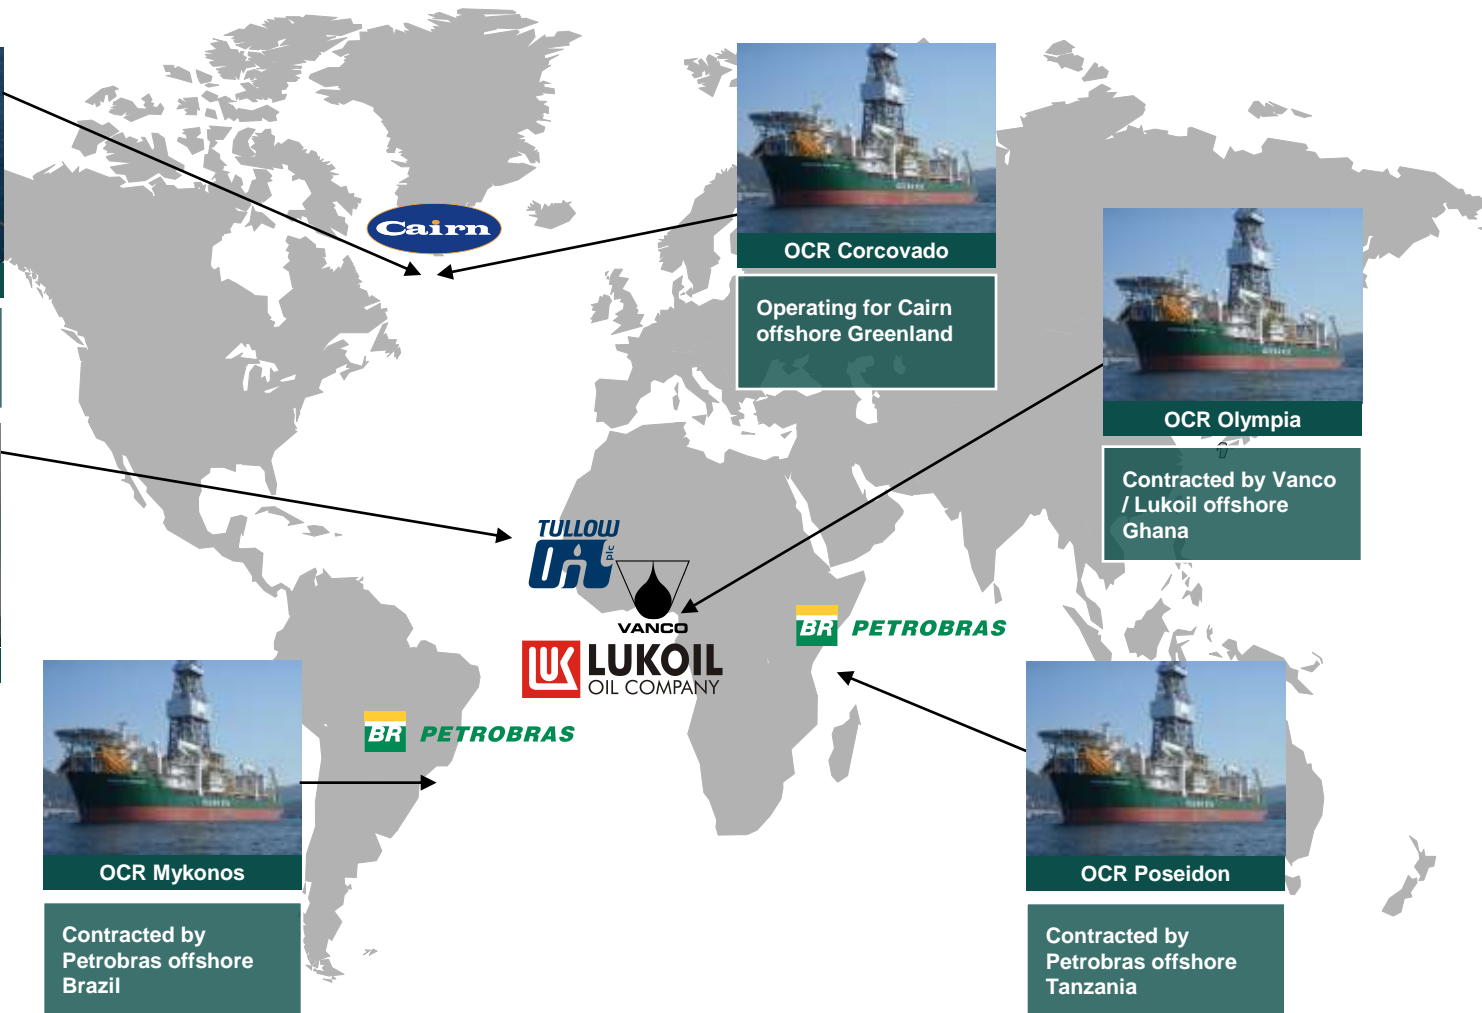 Cairn
OCR Corcovado
Operating for Cairn
offshore Greenland
OCR Olympia
Contracted by Vanco
/ Lukoil offshore
Ghana
TULLOW
Oil plc
VANCO
LUK LUKOIL
OIL COMPANY
BR PETROBRAS
BR PETROBRAS
OCR Mykonos
Contracted by
Petrobras offshore
Brazil
OCR Poseidon
Contracted by
Petrobras offshore
Tanzania